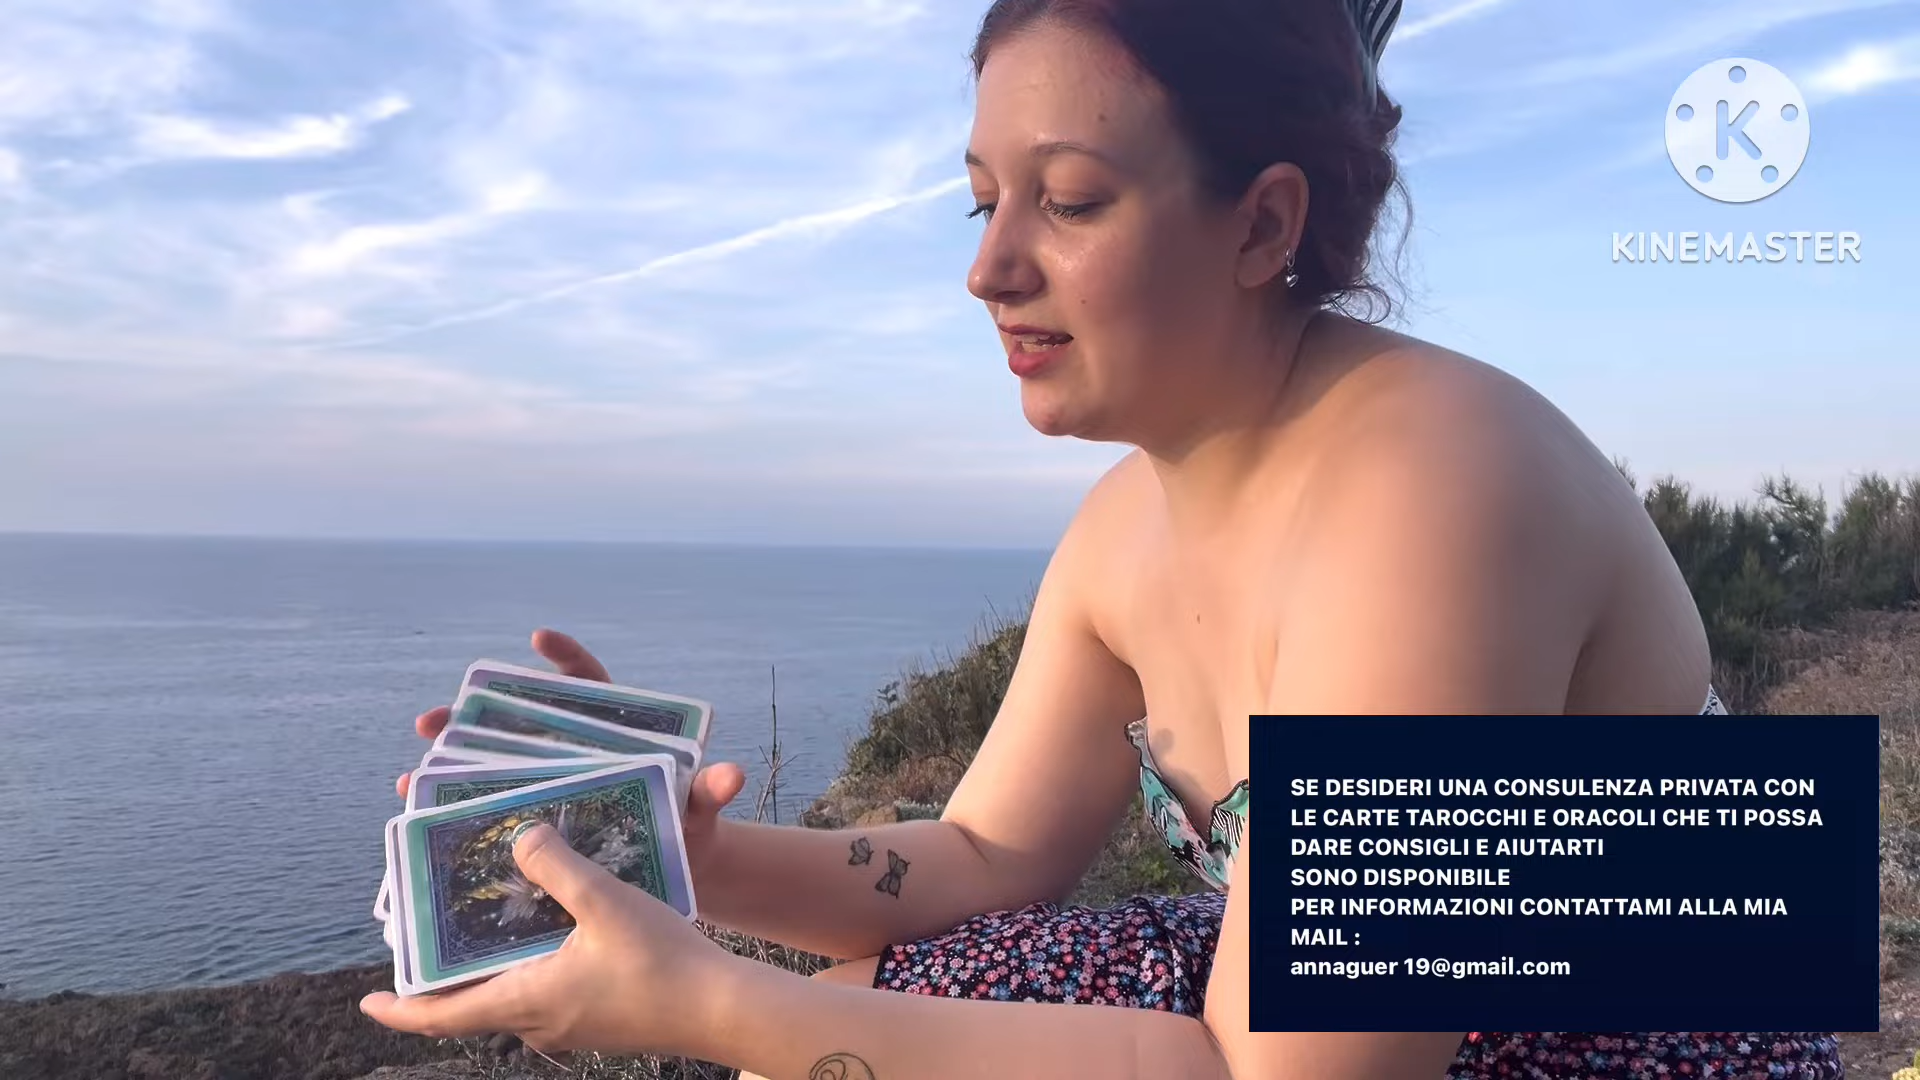 K
KINEMASTER
SE DESIDERI UNA CONSULENZA PRIVATA CON
LE CARTE TAROCCHI E ORACOLI CHE TI POSSA
DARE CONSIGLI E AIUTARTI
SONO DISPONIBILE
PER INFORMAZIONI CONTATTAMI ALLA MIA
MAIL :
annaguer 19@gmail.com